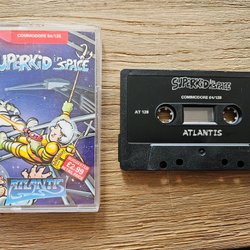 COMMODORE 64/128
SUPERKID IN SPACE
£2.99
ATLANTIS
SUPERKID IN SPACE
COMMODORE 64/128
AT 128
ATLANTIS